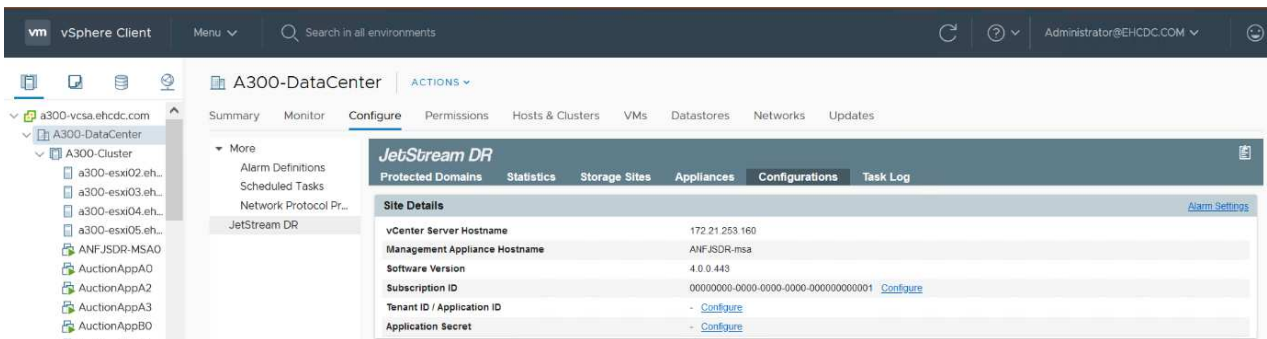 vm vSphere Client Menu Search in all environments Administrator@EHCDC.COM
A300-DataCenter ACTIONS
Summary Monitor Configure Permissions Hosts & Clusters VMs Datastores Networks Updates
a300-vcsa.ehcdc.com
A300-DataCenter
A300-Cluster
a300-esxi02.eh...
a300-esxi03.eh...
a300-esxi04.eh...
a300-esxi05.eh...
ANFJSDR-MSA0
AuctionAppA0
AuctionAppA2
AuctionAppA3
AuctionAppB0
More
Alarm Definitions
Scheduled Tasks
Network Protocol Pr...
JetStream DR
JetStream DR
Protected Domains Statistics Storage Sites Appliances Configurations Task Log
Site Details Alarm Settings
vCenter Server Hostname 172.21.253.160
Management Appliance Hostname ANFJSDR-msa
Software Version 4.0.0.443
Subscription ID 00000000-0000-0000-0000-000000000001 Configure
Tenant ID / Application ID - Configure
Application Secret - Configure